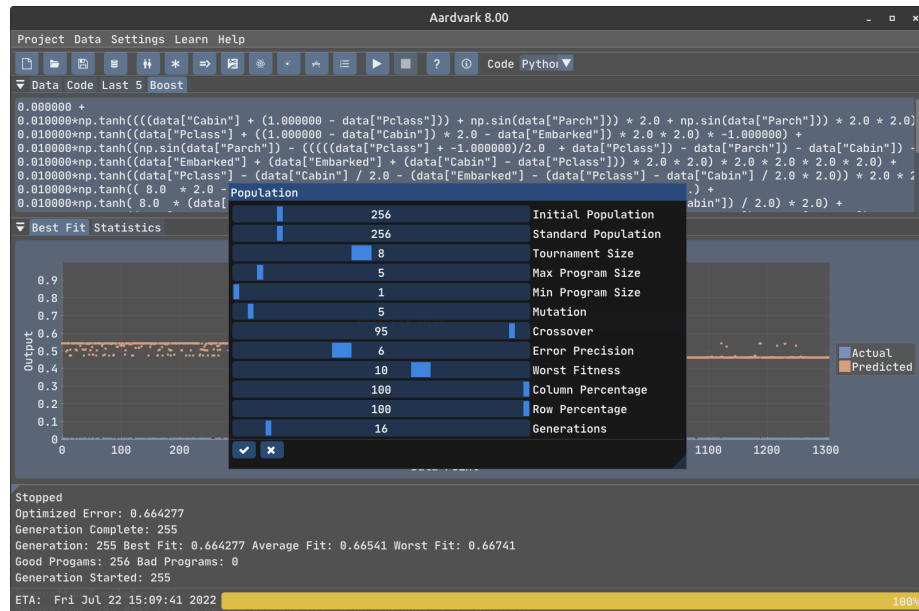 Aardvark 8.00
Project Data Settings Learn Help
Code Python
Data Code Last 5 Boost
0.000000 +
0.010000*np.tanh((((data["Cabin"] + (1.000000 - data["Pclass"])) + np.sin(data["Parch"])) * 2.0 + np.sin(data["Parch"])) * 2.0 * 2.0)
0.010000*np.tanh((data["Pclass"] + ((1.000000 - data["Cabin"]) * 2.0 - data["Embarked"]) * 2.0 * 2.0) * -1.000000) +
0.010000*np.tanh((np.sin(data["Parch"]) - (((((data["Pclass"] + -1.000000)/2.0 + data["Pclass"]) - data["Parch"]) - data["Cabin"]) -
0.010000*np.tanh((data["Embarked"] + (data["Embarked"] + (data["Cabin"] - data["Pclass"])) * 2.0 * 2.0) * 2.0 * 2.0 * 2.0 * 2.0) +
0.010000*np.tanh((data["Pclass"] - (data["Cabin"] / 2.0 - (data["Embarked"] - (data["Pclass"] - data["Cabin"] / 2.0 * 2.0)) * 2.0 * 2
0.010000*np.tanh(( 8.0 * 2.0 - .) +
0.010000*np.tanh( 8.0 * (dat abin"]) / 2.0) * 2.0) +
Population
256 Initial Population
256 Standard Population
8 Tournament Size
5 Max Program Size
1 Min Program Size
5 Mutation
95 Crossover
6 Error Precision
10 Worst Fitness
100 Column Percentage
100 Row Percentage
16 Generations
Best Fit Statistics
Output
0.9
0.8
0.7
0.6
0.5
0.4
0.3
0.2
0.1
0
0 100 200 1100 1200 1300
Actual
Predicted
Stopped
Optimized Error: 0.664277
Generation Complete: 255
Generation: 255 Best Fit: 0.664277 Average Fit: 0.66541 Worst Fit: 0.66741
Good Progams: 256 Bad Programs: 0
Generation Started: 255
ETA: Fri Jul 22 15:09:41 2022 100%